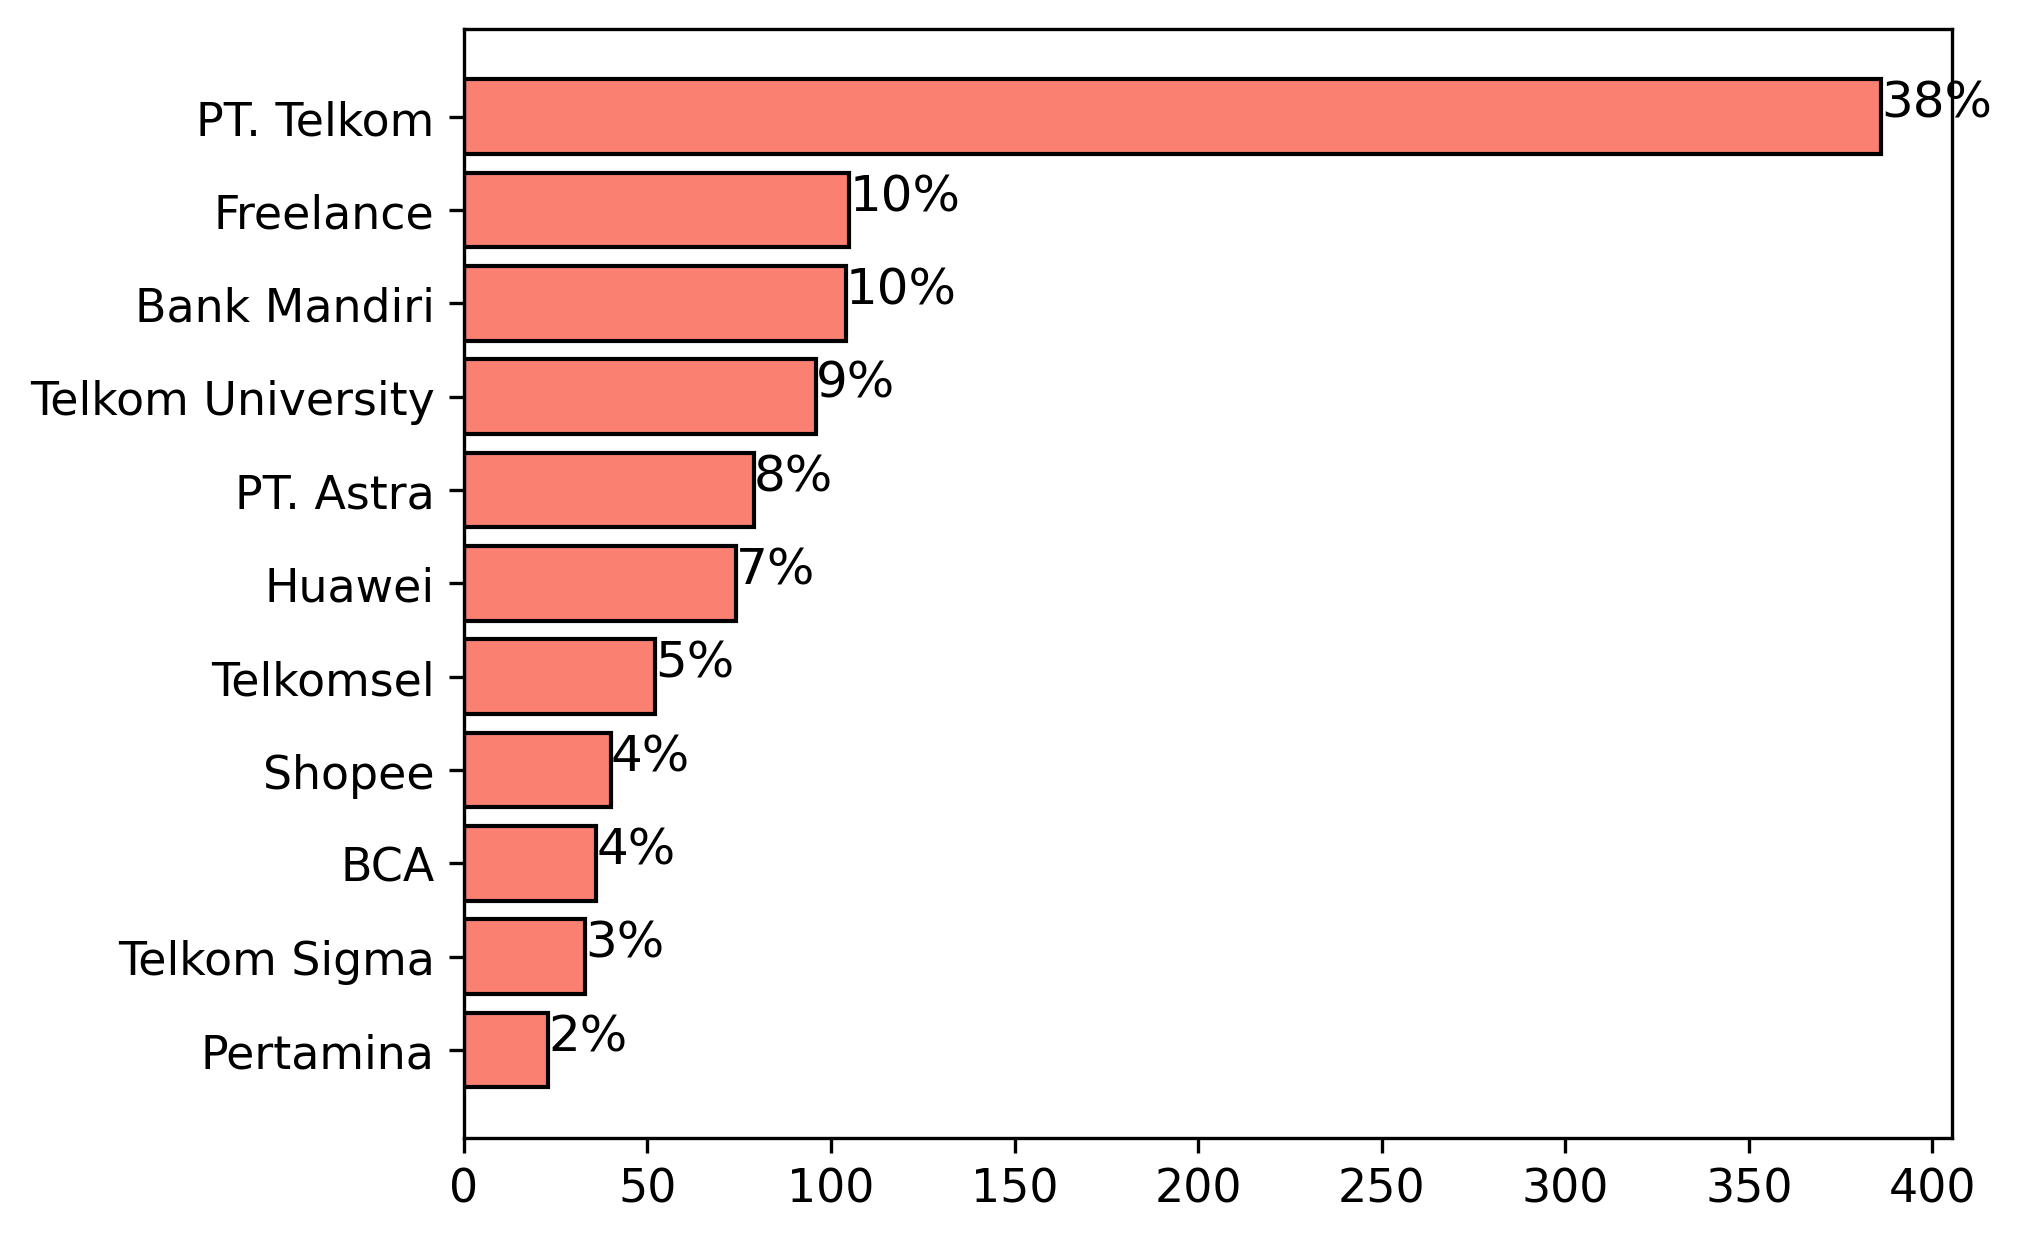 PT. Telkom 38%
Freelance 10%
Bank Mandiri 10%
Telkom University 9%
PT. Astra 8%
Huawei 7%
Telkomsel 5%
Shopee 4%
BCA 4%
Telkom Sigma 3%
Pertamina 2%
0 50 100 150 200 250 300 350 400